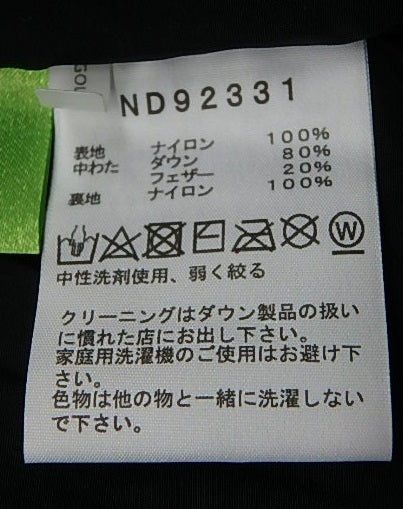 GOL
ND92331
表地 ナイロン 100%
中わた ダウン 80%
フェザー 20%
裏地 ナイロン 100%
W
中性洗剤使用、弱く絞る
クリーニングはダウン製品の扱い
に慣れた店にお出し下さい。
家庭用洗濯機のご使用はお避け下
さい。
色物は他の物と一緒に洗濯しない
で下さい。